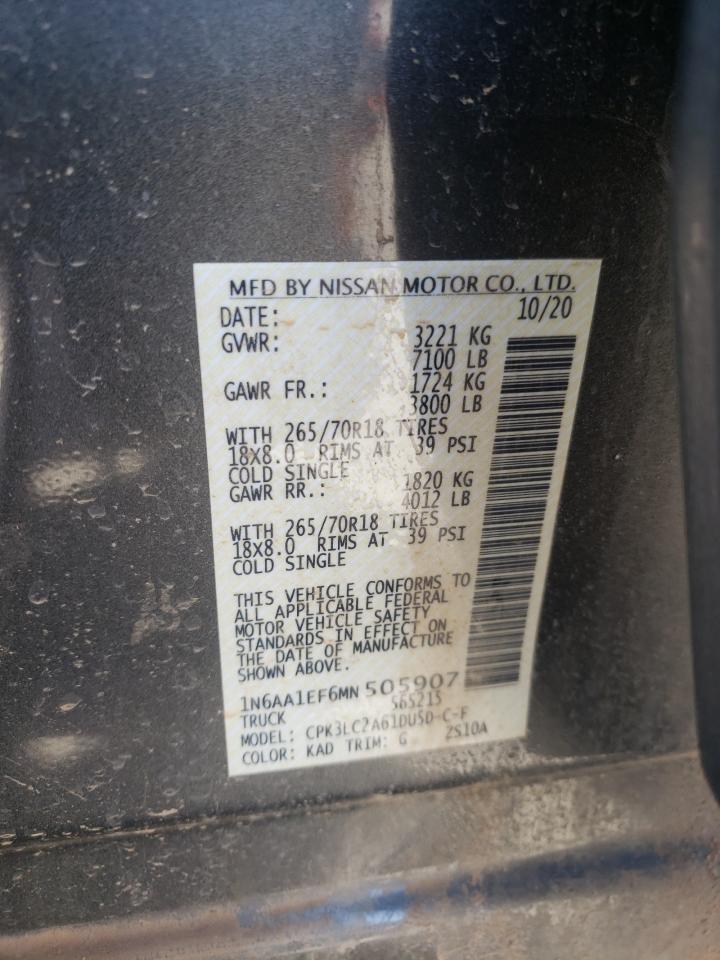 MFD BY NISSAN MOTOR CO., LTD.
DATE: 10/20
GVWR: 3221 KG
7100 LB
GAWR FR.: 1724 KG
3800 LB
WITH 265/70R18 TIRES
18X8.0 RIMS AT 39 PSI
COLD SINGLE
GAWR RR.: 1820 KG
4012 LB
WITH 265/70R18 TIRES
18X8.0 RIMS AT 39 PSI
COLD SINGLE
THIS VEHICLE CONFORMS TO
ALL APPLICABLE FEDERAL
MOTOR VEHICLE SAFETY
STANDARDS IN EFFECT ON
THE DATE OF MANUFACTURE
SHOWN ABOVE.
1N6AA1EF6MN 505907
TRUCK 565215
MODEL: CPK3LC2A61DU5D-C-F
COLOR: KAD TRIM: G 2S10A